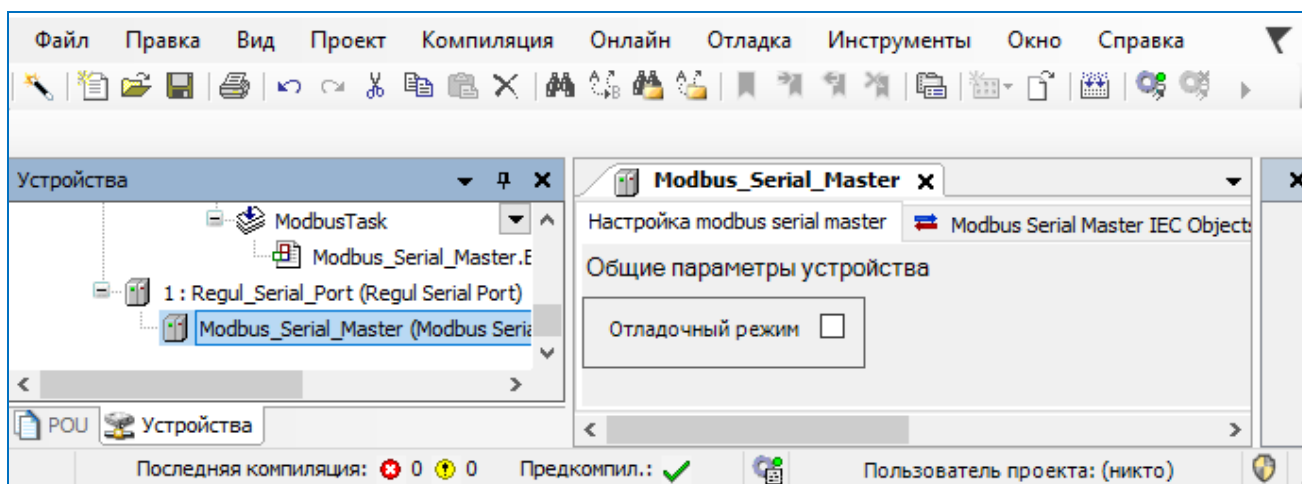 Файл Правка Вид Проект Компиляция Онлайн Отладка Инструменты Окно Справка
Устройства
ModbusTask
Modbus_Serial_Master.E
1 : Regul_Serial_Port (Regul Serial Port)
Modbus_Serial_Master (Modbus Seria
POU Устройства
Modbus_Serial_Master
Настройка modbus serial master Modbus Serial Master IEC Objects
Общие параметры устройства
Отладочный режим
Последняя компиляция: 0 0 Предкомпил.: Пользователь проекта: (никто)